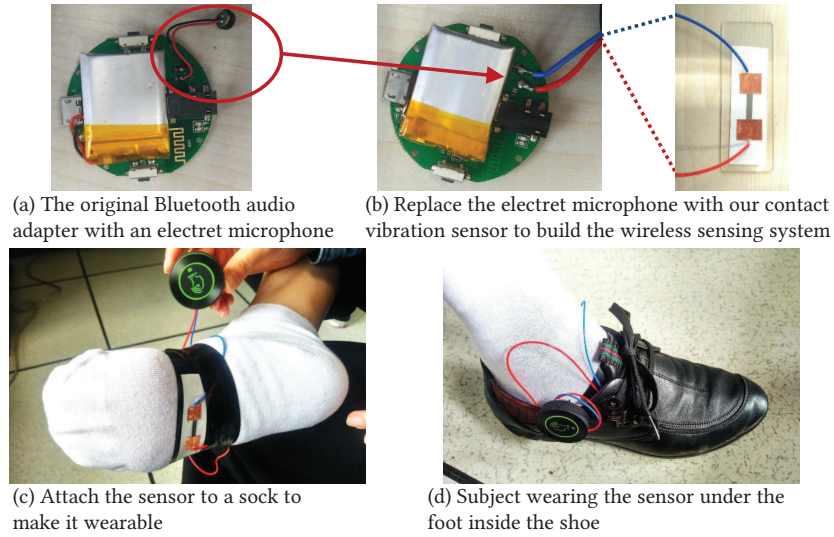 (a) The original Bluetooth audio
adapter with an electret microphone
(b) Replace the electret microphone with our contact
vibration sensor to build the wireless sensing system
(c) Attach the sensor to a sock to
make it wearable
(d) Subject wearing the sensor under the
foot inside the shoe